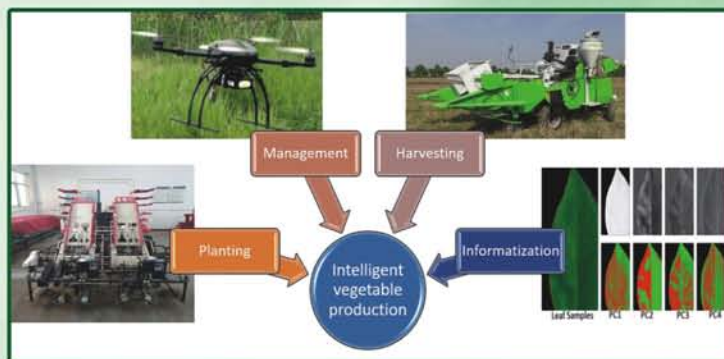 Management
Harvesting
Planting
Informatization
Intelligent
vegetable
production
Leaf Samples
PC1
PC2
PC3
PC4